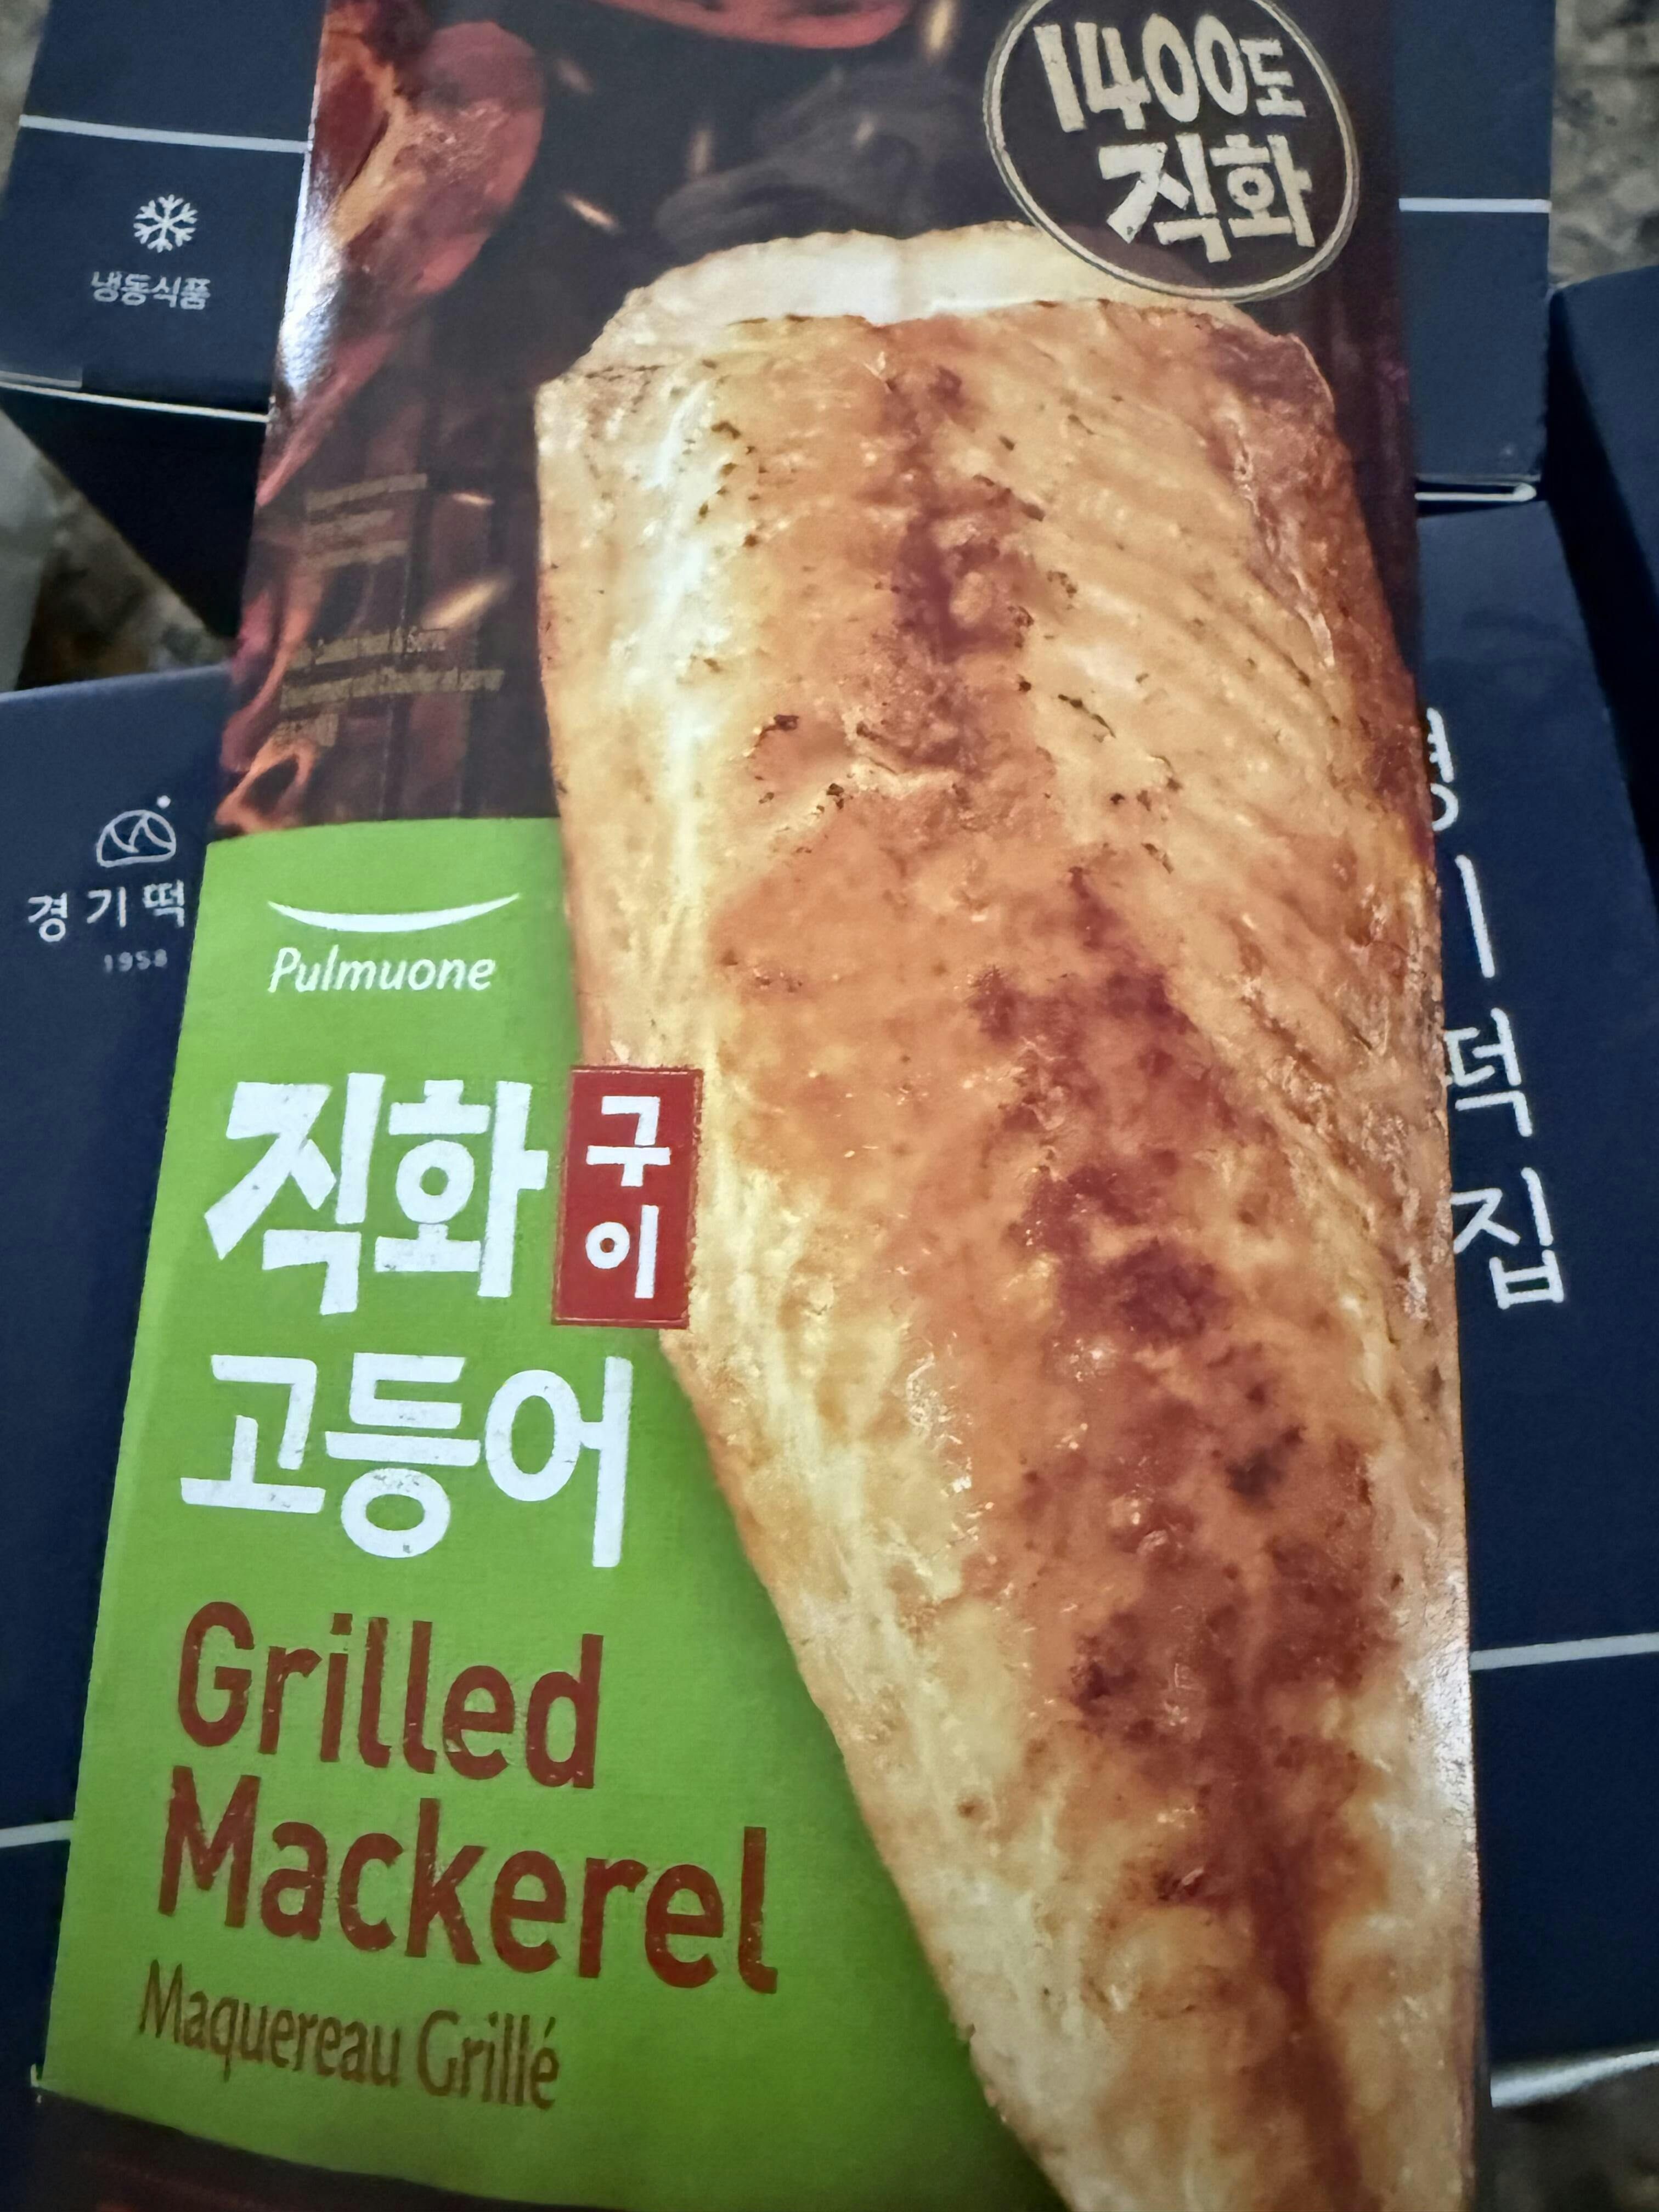 1400도
직화
냉동식품
Pulmuone
직화
구이
고등어
Grilled
Mackerel
Maquereau Grillé
경기떡
1958
떡
집